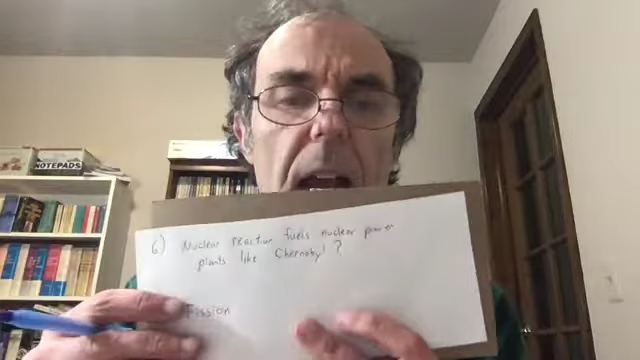 NOTEPADS
6) Nuclear reaction fuels nuclear power
plants like Chernobyl?
Fission